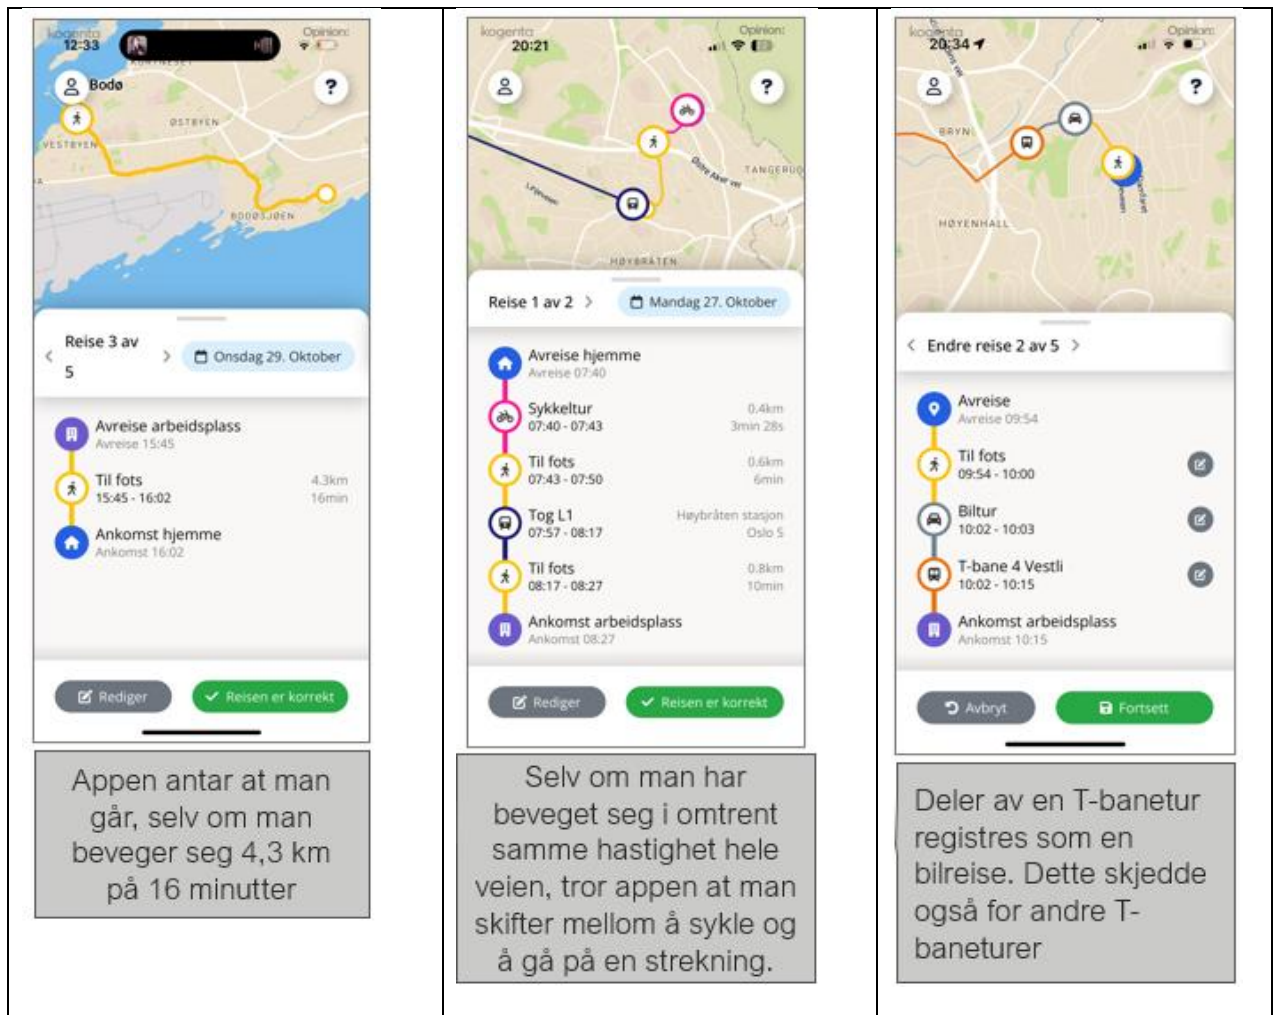 kogenta
Opinion:
12:33
Bodø
?
RØNVIKNESET
ØSTBYEN
VESTBYEN
BODØSJØEN
Reise 3 av
5
Onsdag 29. Oktober
Avreise arbeidsplass
Avreise 15:45
Til fots
4.3km
15:45 - 16:02
16min
Ankomst hjemme
Ankomst 16:02
Rediger
Reisen er korrekt
Appen antar at man
går, selv om man
beveger seg 4,3 km
på 16 minutter
kogenta
Opinion:
20:21
?
Østre Aker vei
TANGERUD
HØYBRÅTEN
Reise 1 av 2
Mandag 27. Oktober
Avreise hjemme
Avreise 07:40
Sykkeltur
0.4km
07:40 - 07:43
3min 28s
Til fots
0.6km
07:43 - 07:50
6min
Tog L1
Høybråten stasjon
07:57 - 08:17
Oslo S
Til fots
0.8km
08:17 - 08:27
10min
Ankomst arbeidsplass
Ankomst 08:27
Rediger
Reisen er korrekt
Selv om man har
beveget seg i omtrent
samme hastighet hele
veien, tror appen at man
skifter mellom å sykle og
å gå på en strekning.
kogenta
Opinion:
20:34
?
BRYN
HØYENHALL
Endre reise 2 av 5
Avreise
Avreise 09:54
Til fots
09:54 - 10:00
Biltur
10:02 - 10:03
T-bane 4 Vestli
10:02 - 10:15
Ankomst arbeidsplass
Ankomst 10:15
Avbryt
Fortsett
Deler av en T-banetur
registres som en
bilreise. Dette skjedde
også for andre T-
baneturer